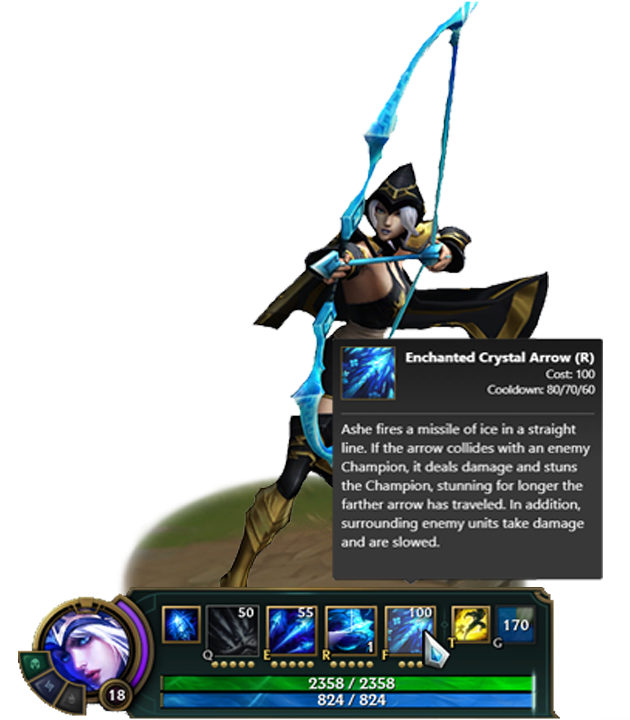 Enchanted Crystal Arrow (R)
Cost: 100
Cooldown: 80/70/60
Ashe fires a missile of ice in a straight
line. If the arrow collides with an enemy
Champion, it deals damage and stuns
the Champion, stunning for longer the
farther arrow has traveled. In addition,
surrounding enemy units take damage
and are slowed.
50 55 1 100 170
Q E R F T G
18
2358 / 2358
824 / 824